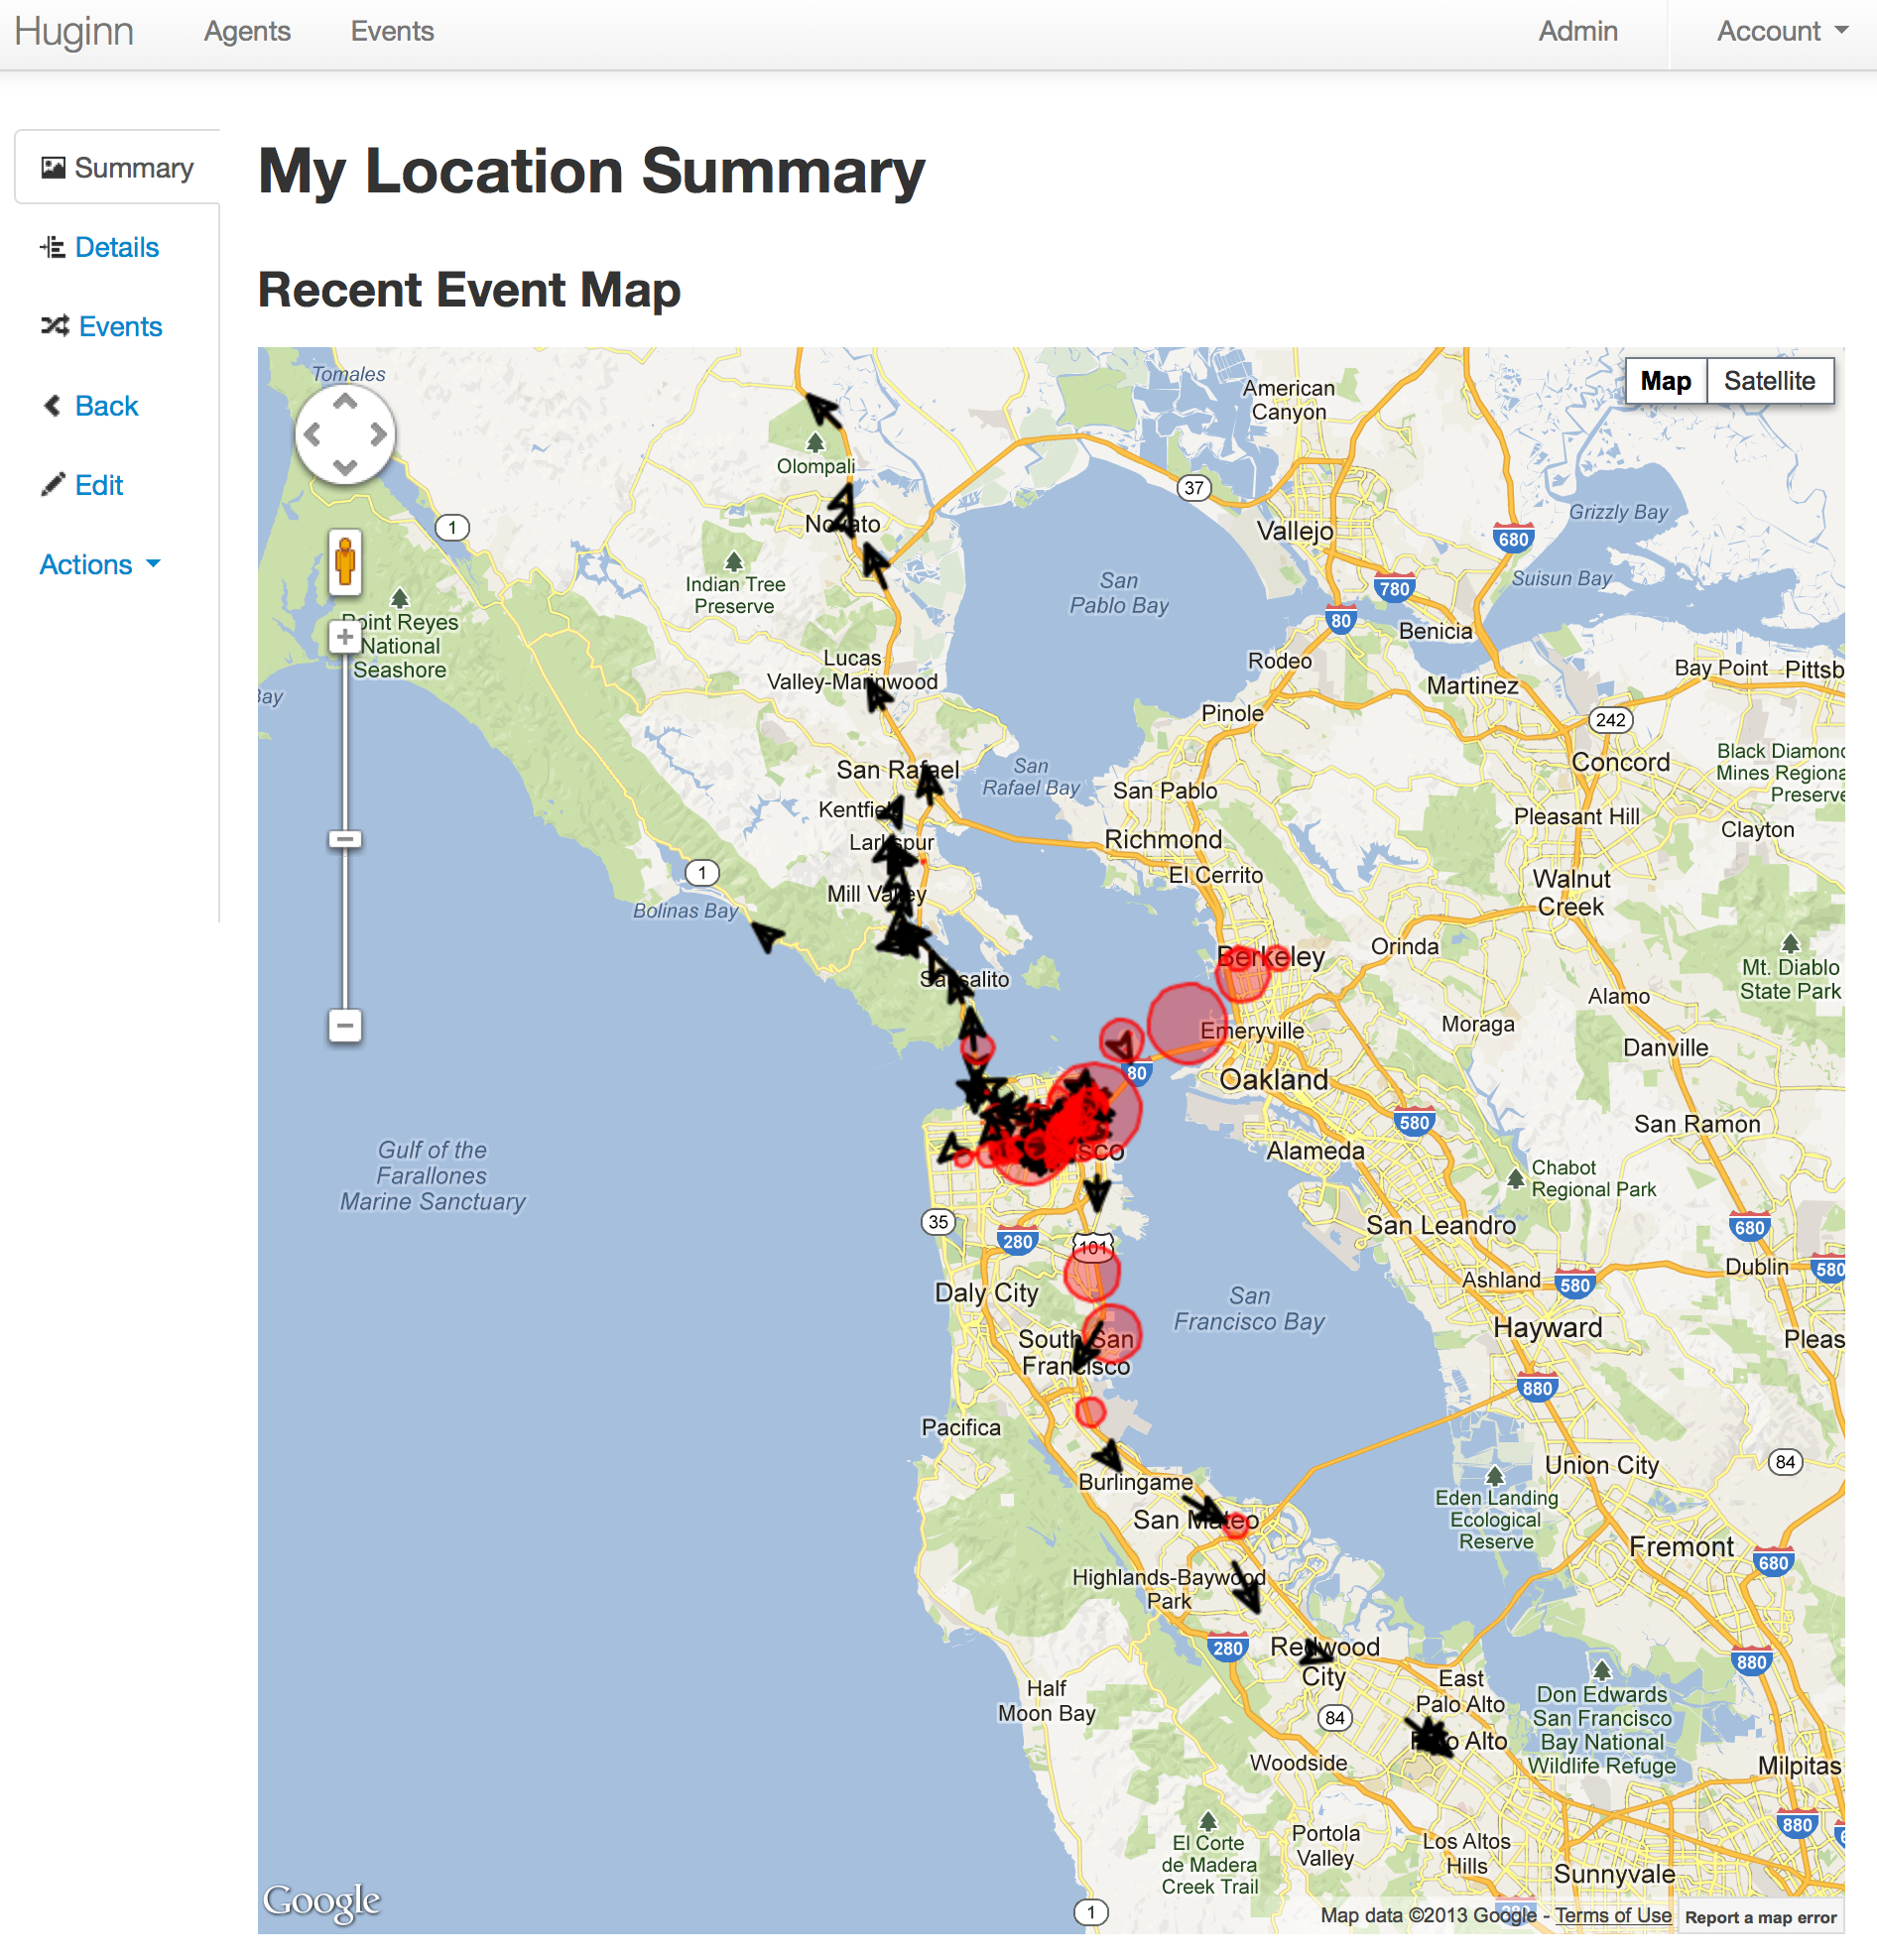 Huginn
Agents
Events
Admin
Account
Summary
Details
Events
Back
Edit
Actions
My Location Summary
Recent Event Map
Map
Satellite
Tomales
American
Canyon
Olompali
37
Novato
1
Vallejo
Grizzly Bay
680
Indian Tree
Preserve
San
Pablo Bay
Suisun Bay
780
80
Benicia
Point Reyes
National
Seashore
Lucas
Valley-Marinwood
Rodeo
Martinez
Bay Point
Pittsb
Bay
Pinole
242
Concord
Black Diamond
Mines Regiona
Preserve
San Rafael
San
Rafael Bay
San Pablo
Kentfiel
Pleasant Hill
Clayton
Larkspur
Richmond
1
El Cerrito
Walnut
Creek
Mill Valley
Bolinas Bay
Berkeley
Orinda
Mt. Diablo
State Park
Sausalito
Alamo
Emeryville
Moraga
Danville
80
Oakland
580
San Ramon
Gulf of the
Farallones
Marine Sanctuary
sco
Alameda
Chabot
Regional Park
35
280
101
San Leandro
680
Dublin
580
Ashland
580
Daly City
San
Francisco Bay
Hayward
Pleas
South San
Francisco
880
Pacifica
Union City
84
Burlingame
Eden Landing
Ecological
Reserve
San Mateo
Fremont
680
Highlands-Baywood
Park
280
Redwood
City
880
Half
Moon Bay
East
Palo Alto
84
Don Edwards
San Francisco
Bay National
Wildlife Refuge
Palo Alto
Woodside
Milpitas
880
El Corte
de Madera
Creek Trail
Portola
Valley
Los Altos
Hills
Sunnyvale
Google
1
280
Map data ©2013 Google - Terms of Use
Report a map error